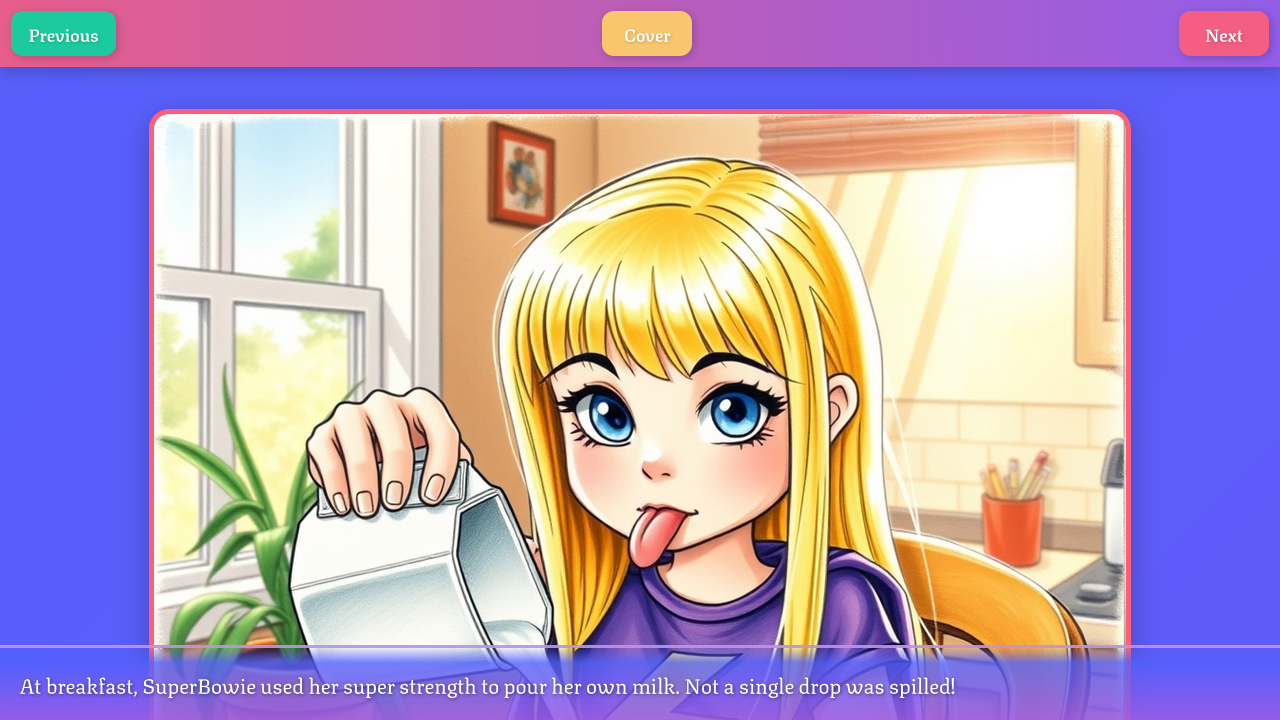 Previous
Cover
Next
At breakfast, SuperBowie used her super strength to pour her own milk. Not a single drop was spilled!